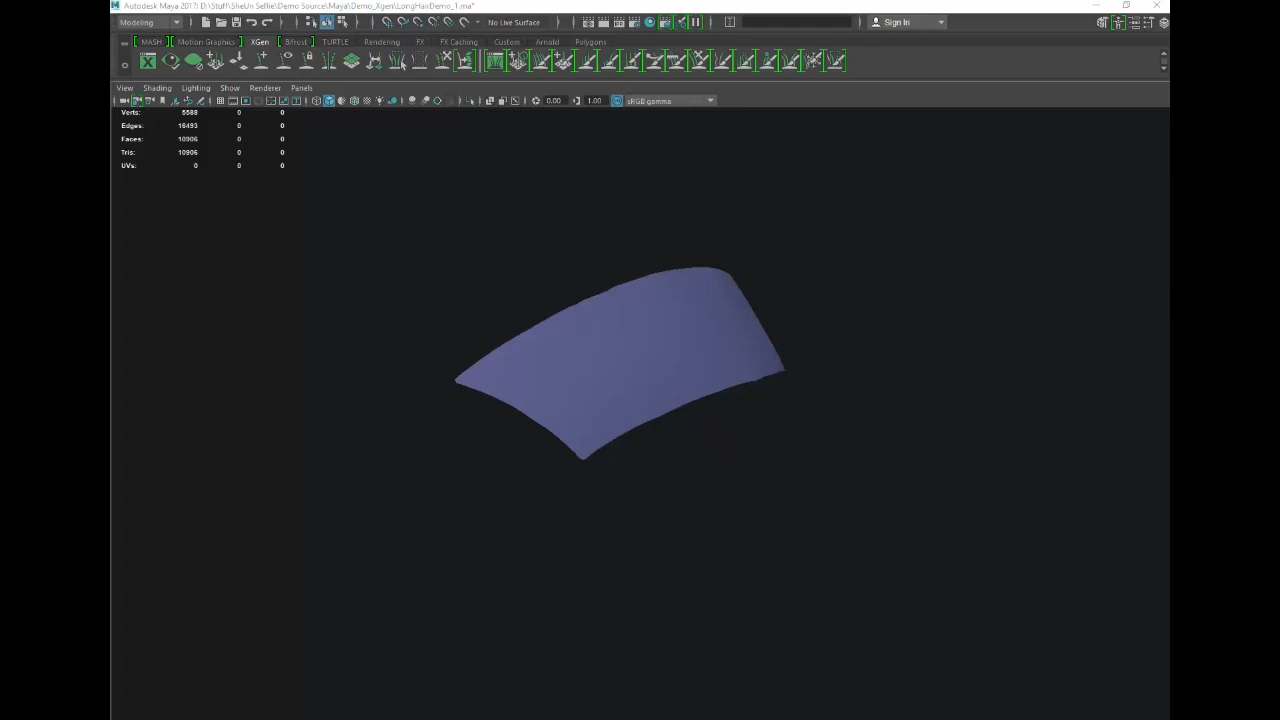 Autodesk Maya 2017: D:\Stuff\SheUn Selfie\Demo Source\Maya\Demo_Xgen\LongHairDemo_1.ma*
Modeling No Live Surface Sign In
MASH Motion Graphics XGen Bifrost TURTLE Rendering FX FX Caching Custom Arnold Polygons
View Shading Lighting Show Renderer Panels
0.00 1.00 sRGB gamma
Verts: 5588 0 0
Edges: 16493 0 0
Faces: 10906 0 0
Tris: 10906 0 0
UVs: 0 0 0